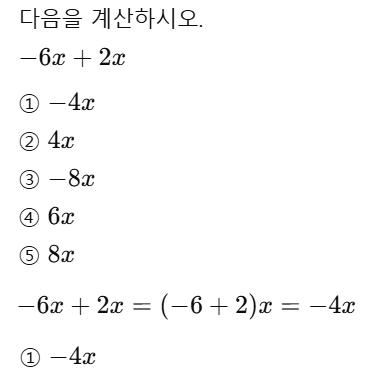 다음을 계산하시오.
−6x + 2x
① −4x
② 4x
③ −8x
④ 6x
⑤ 8x
−6x + 2x = (−6 + 2)x = −4x
① −4x